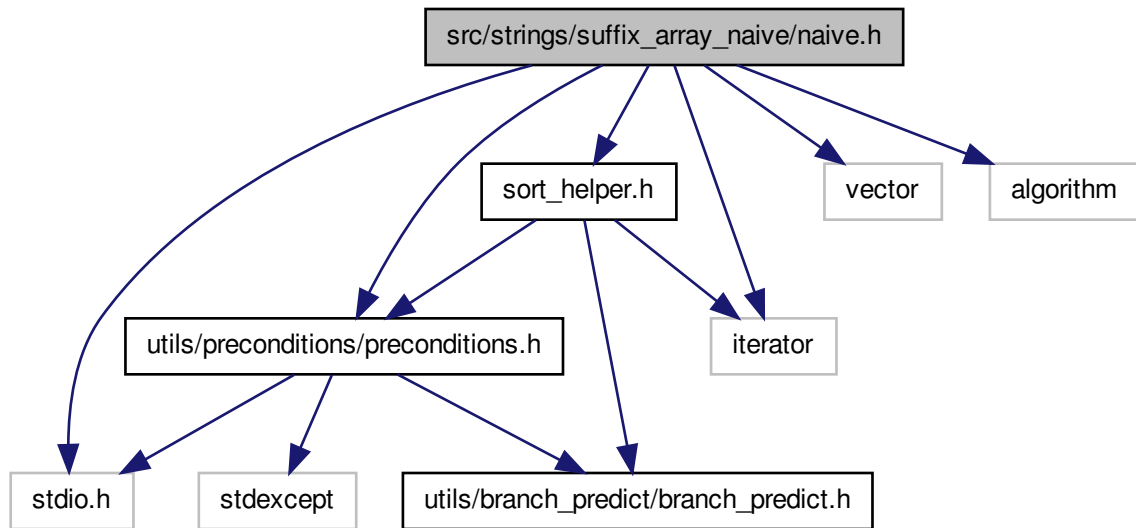 src/strings/suffix_array_naive/naive.h
sort_helper.h
vector
algorithm
utils/preconditions/preconditions.h
iterator
stdio.h
stdexcept
utils/branch_predict/branch_predict.h